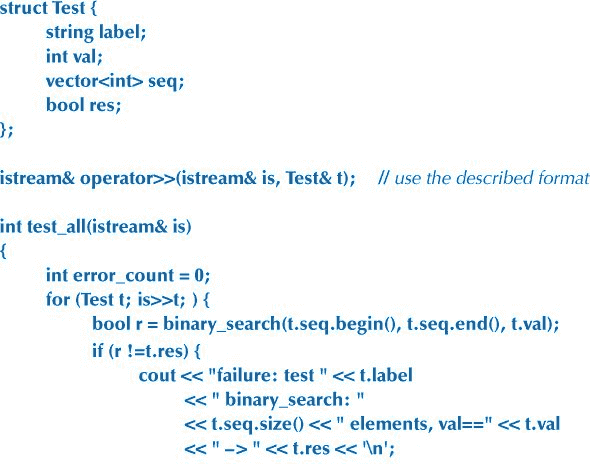 struct Test {
string label;
int val;
vector<int> seq;
bool res;
};
istream& operator>>(istream& is, Test& t); // use the described format
int test_all(istream& is)
{
int error_count = 0;
for (Test t; is>>t; ) {
bool r = binary_search(t.seq.begin(), t.seq.end(), t.val);
if (r !=t.res) {
cout << "failure: test " << t.label
<< " binary_search: "
<< t.seq.size() << " elements, val==" << t.val
<< " –> " << t.res << '\n';